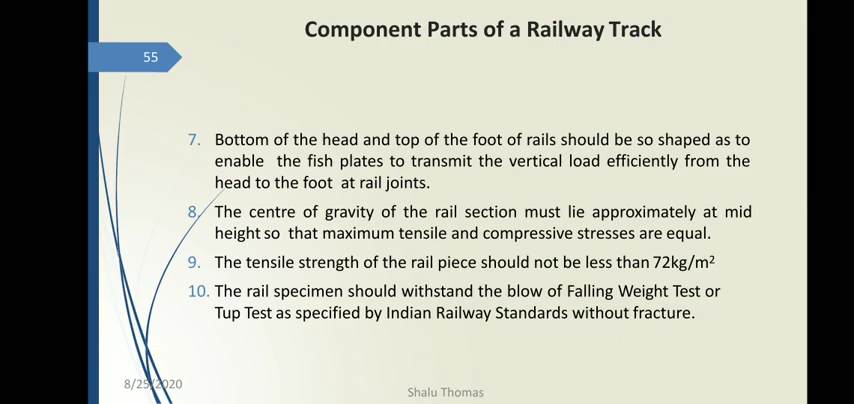 Component Parts of a Railway Track
55
7. Bottom of the head and top of the foot of rails should be so shaped as to
enable the fish plates to transmit the vertical load efficiently from the
head to the foot at rail joints.
8. The centre of gravity of the rail section must lie approximately at mid
height so that maximum tensile and compressive stresses are equal.
9. The tensile strength of the rail piece should not be less than 72kg/m²
10. The rail specimen should withstand the blow of Falling Weight Test or
Tup Test as specified by Indian Railway Standards without fracture.
8/25/2020
Shalu Thomas